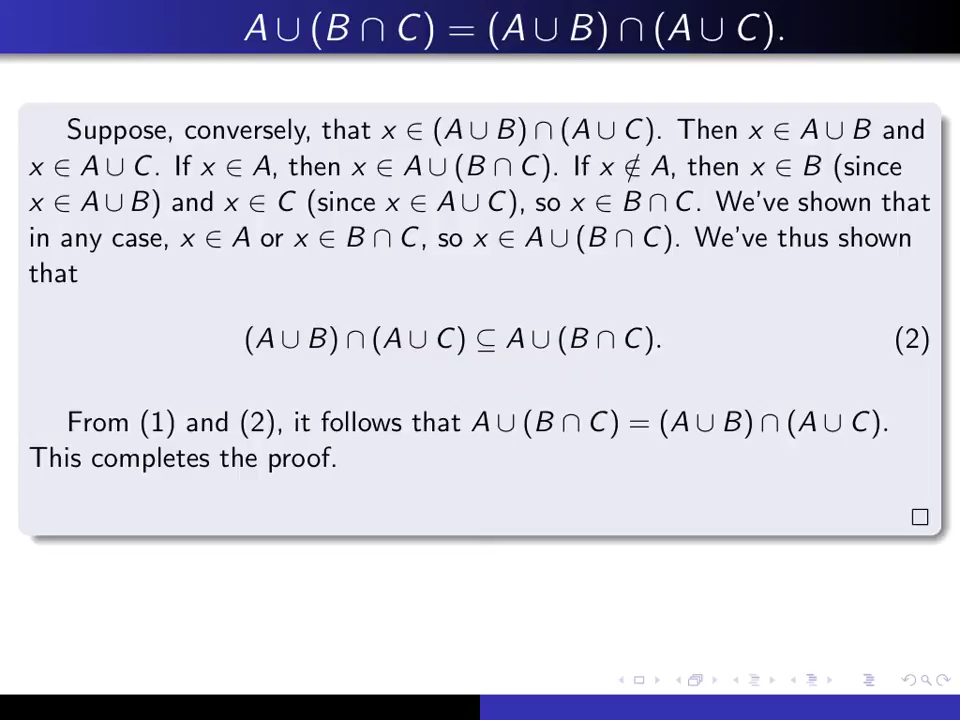 A ∪ (B ∩ C) = (A ∪ B) ∩ (A ∪ C).
Suppose, conversely, that x ∈ (A ∪ B) ∩ (A ∪ C). Then x ∈ A ∪ B and
x ∈ A ∪ C. If x ∈ A, then x ∈ A ∪ (B ∩ C). If x ∉ A, then x ∈ B (since
x ∈ A ∪ B) and x ∈ C (since x ∈ A ∪ C), so x ∈ B ∩ C. We've shown that
in any case, x ∈ A or x ∈ B ∩ C, so x ∈ A ∪ (B ∩ C). We've thus shown
that
(A ∪ B) ∩ (A ∪ C) ⊆ A ∪ (B ∩ C). (2)
From (1) and (2), it follows that A ∪ (B ∩ C) = (A ∪ B) ∩ (A ∪ C).
This completes the proof.
□